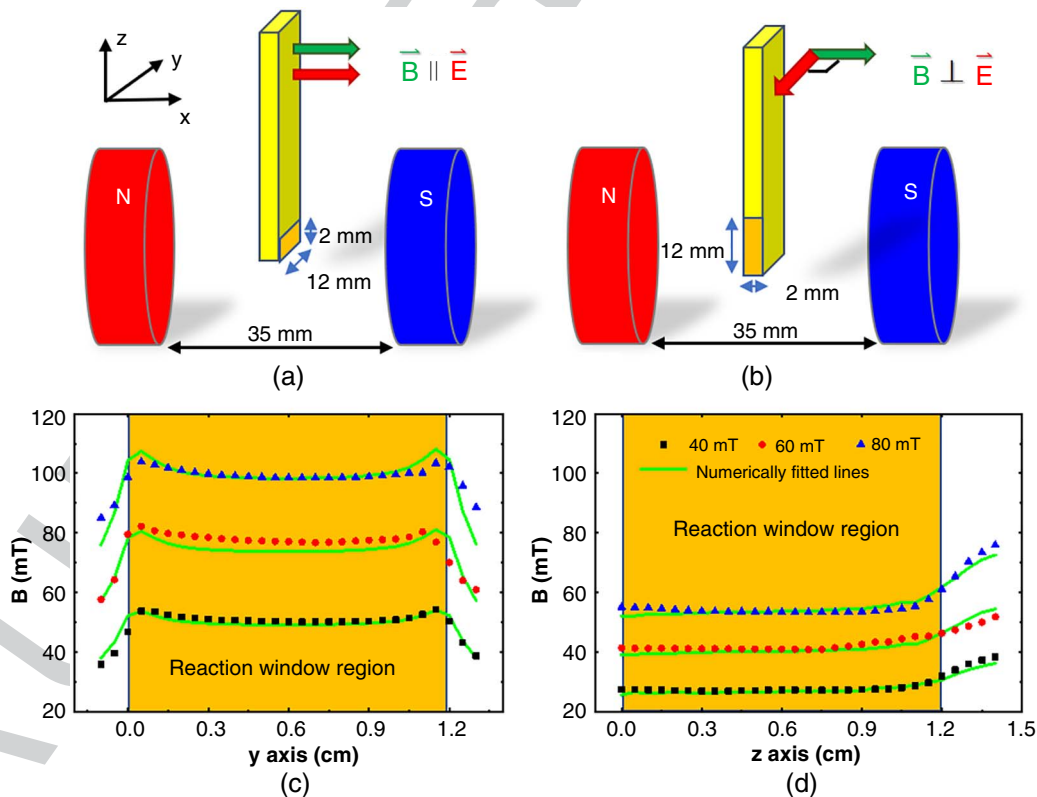 z
y
x
B ∥ E
N
S
2 mm
12 mm
35 mm
(a)
B ⊥ E
N
S
12 mm
2 mm
35 mm
(b)
120
100
80
60
40
20
B (mT)
Reaction window region
0.0 0.3 0.6 0.9 1.2
y axis (cm)
(c)
120
100
80
60
40
20
B (mT)
40 mT 60 mT 80 mT
Numerically fitted lines
Reaction window region
0.0 0.3 0.6 0.9 1.2 1.5
z axis (cm)
(d)